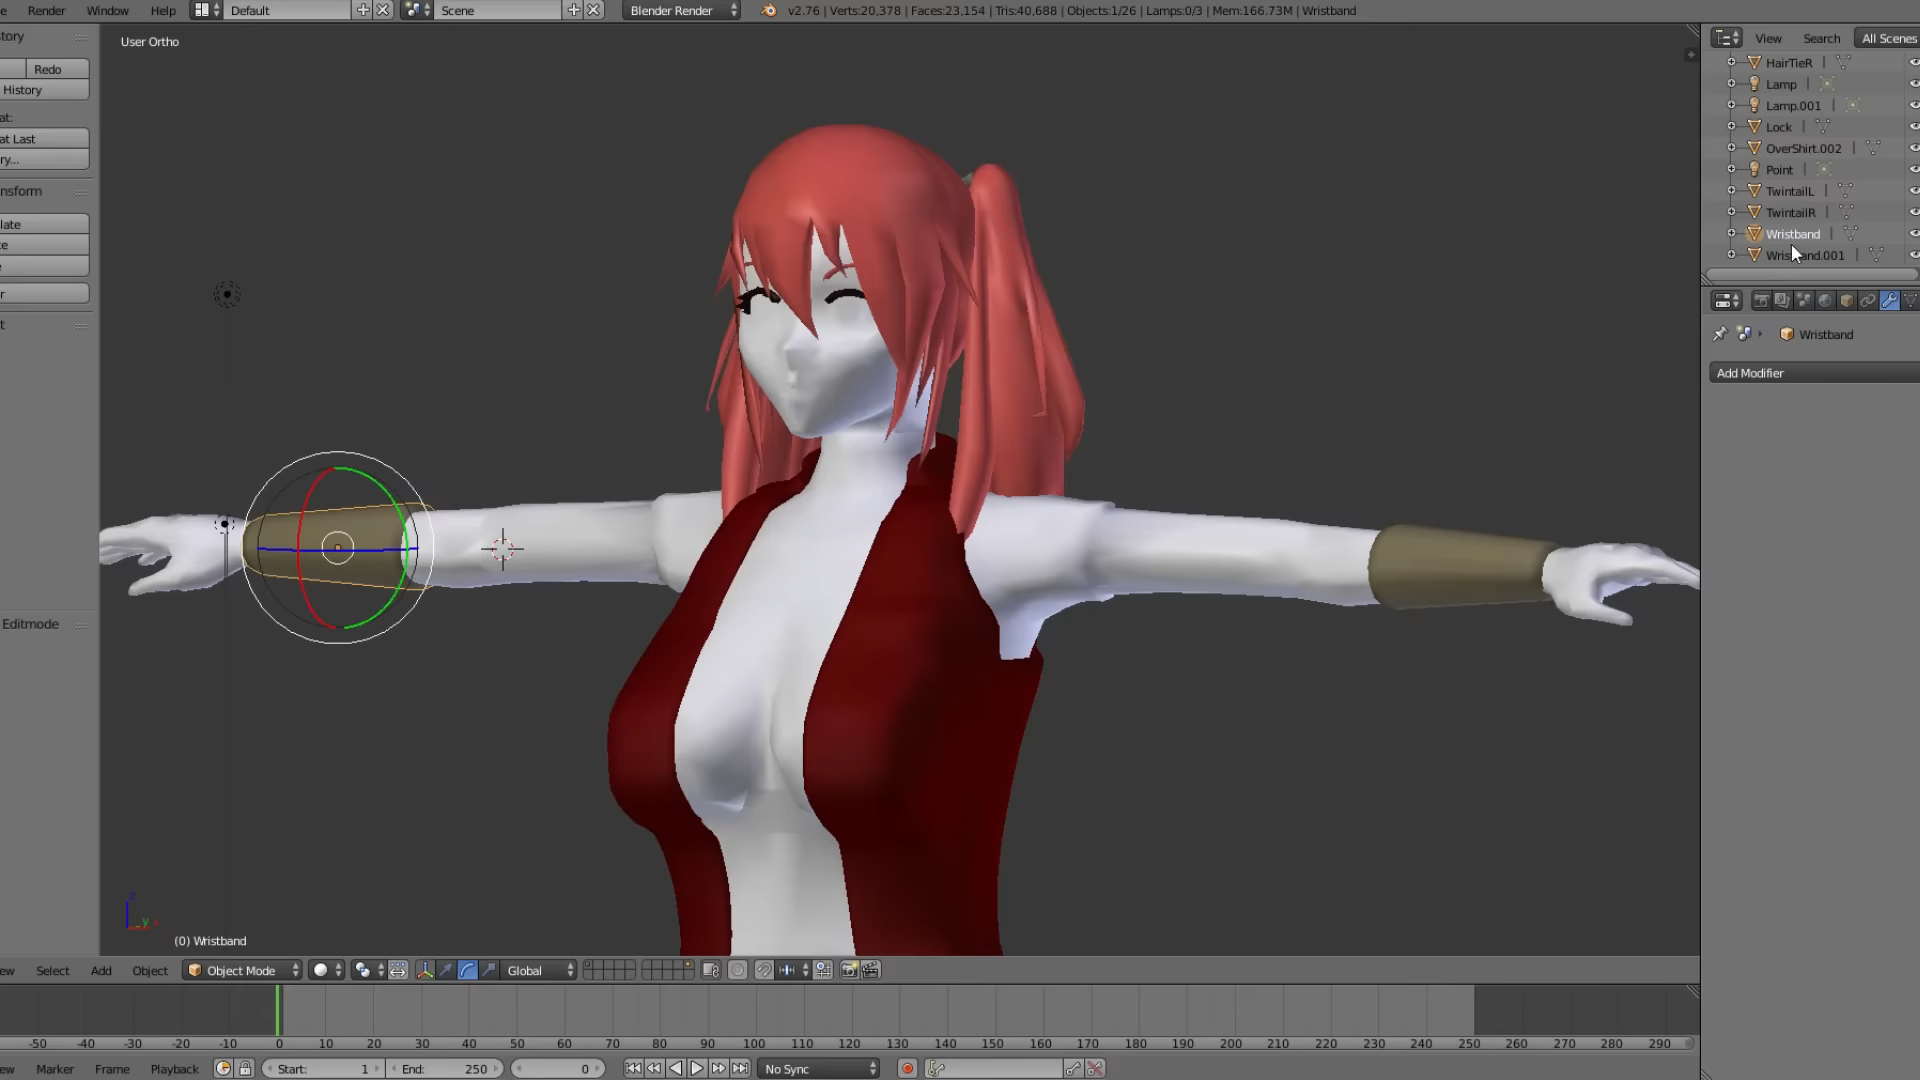 Render Window Help Default Scene Blender Render v2.76 | Verts:20,378 | Faces:23,154 | Tris:40,688 | Objects:1/26 | Lamps:0/3 | Mem:166.73M | Wristband
tory
Redo
History
at:
at Last
ry...
nsform
late
te
e
r
t
Editmode
User Ortho
(0) Wristband
View Search All Scenes
HairTieR
Lamp
Lamp.001
Lock
OverShirt.002
Point
TwintailL
TwintailR
Wristband
Wristband.001
Wristband
Add Modifier
ew Select Add Object Object Mode Global
-50 -40 -30 -20 -10 0 10 20 30 40 50 60 70 80 90 100 110 120 130 140 150 160 170 180 190 200 210 220 230 240 250 260 270 280 290
ew Marker Frame Playback Start: 1 End: 250 0 No Sync